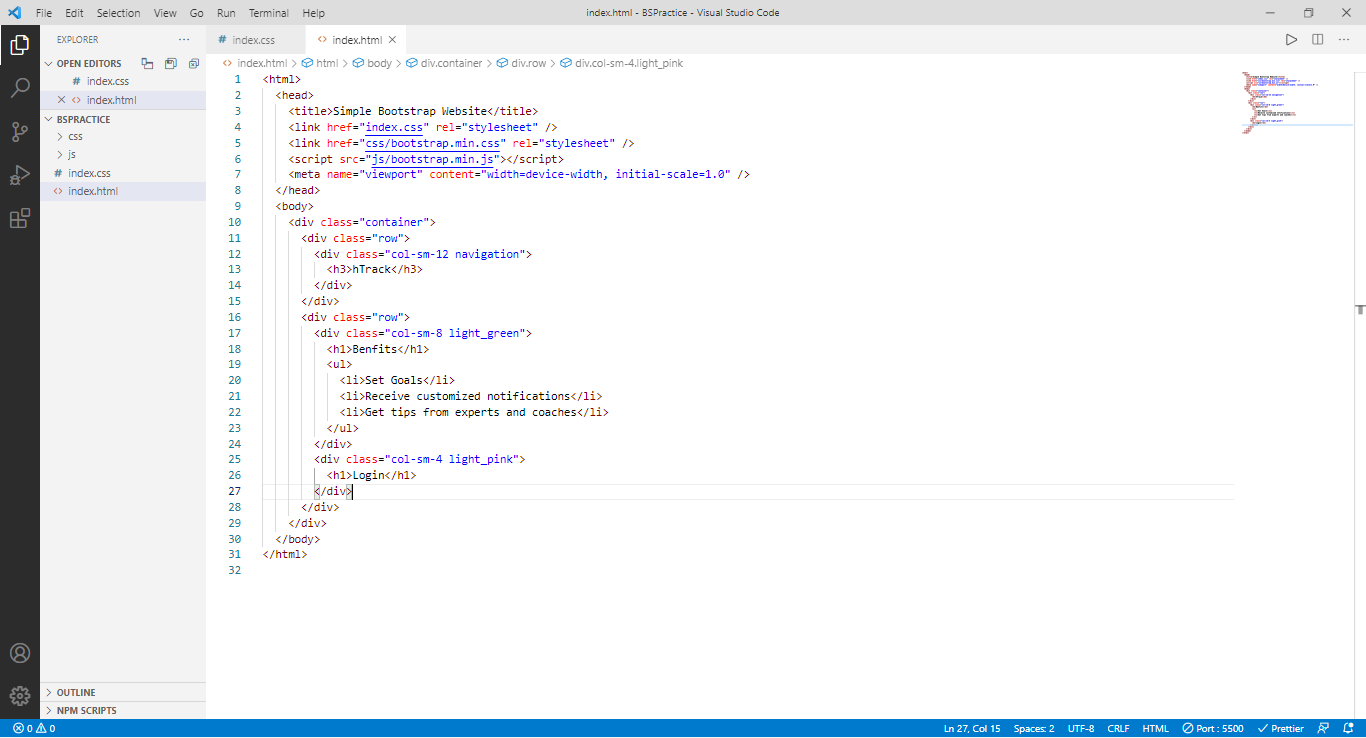 File Edit Selection View Go Run Terminal Help
index.html - BSPractice - Visual Studio Code
EXPLORER
OPEN EDITORS
# index.css
index.html
BSPRACTICE
css
js
# index.css
<> index.html
OUTLINE
NPM SCRIPTS
# index.css
<> index.html
<> index.html > html > body > div.container > div.row > div.col-sm-4.light_pink
1 <html>
2 <head>
3 <title>Simple Bootstrap Website</title>
4 <link href="index.css" rel="stylesheet" />
5 <link href="css/bootstrap.min.css" rel="stylesheet" />
6 <script src="js/bootstrap.min.js"></script>
7 <meta name="viewport" content="width=device-width, initial-scale=1.0" />
8 </head>
9 <body>
10 <div class="container">
11 <div class="row">
12 <div class="col-sm-12 navigation">
13 <h3>hTrack</h3>
14 </div>
15 </div>
16 <div class="row">
17 <div class="col-sm-8 light_green">
18 <h1>Benfits</h1>
19 <ul>
20 <li>Set Goals</li>
21 <li>Receive customized notifications</li>
22 <li>Get tips from experts and coaches</li>
23 </ul>
24 </div>
25 <div class="col-sm-4 light_pink">
26 <h1>Login</h1>
27 </div>
28 </div>
29 </div>
30 </body>
31 </html>
32
0 0
Ln 27, Col 15 Spaces: 2 UTF-8 CRLF HTML Port : 5500 Prettier